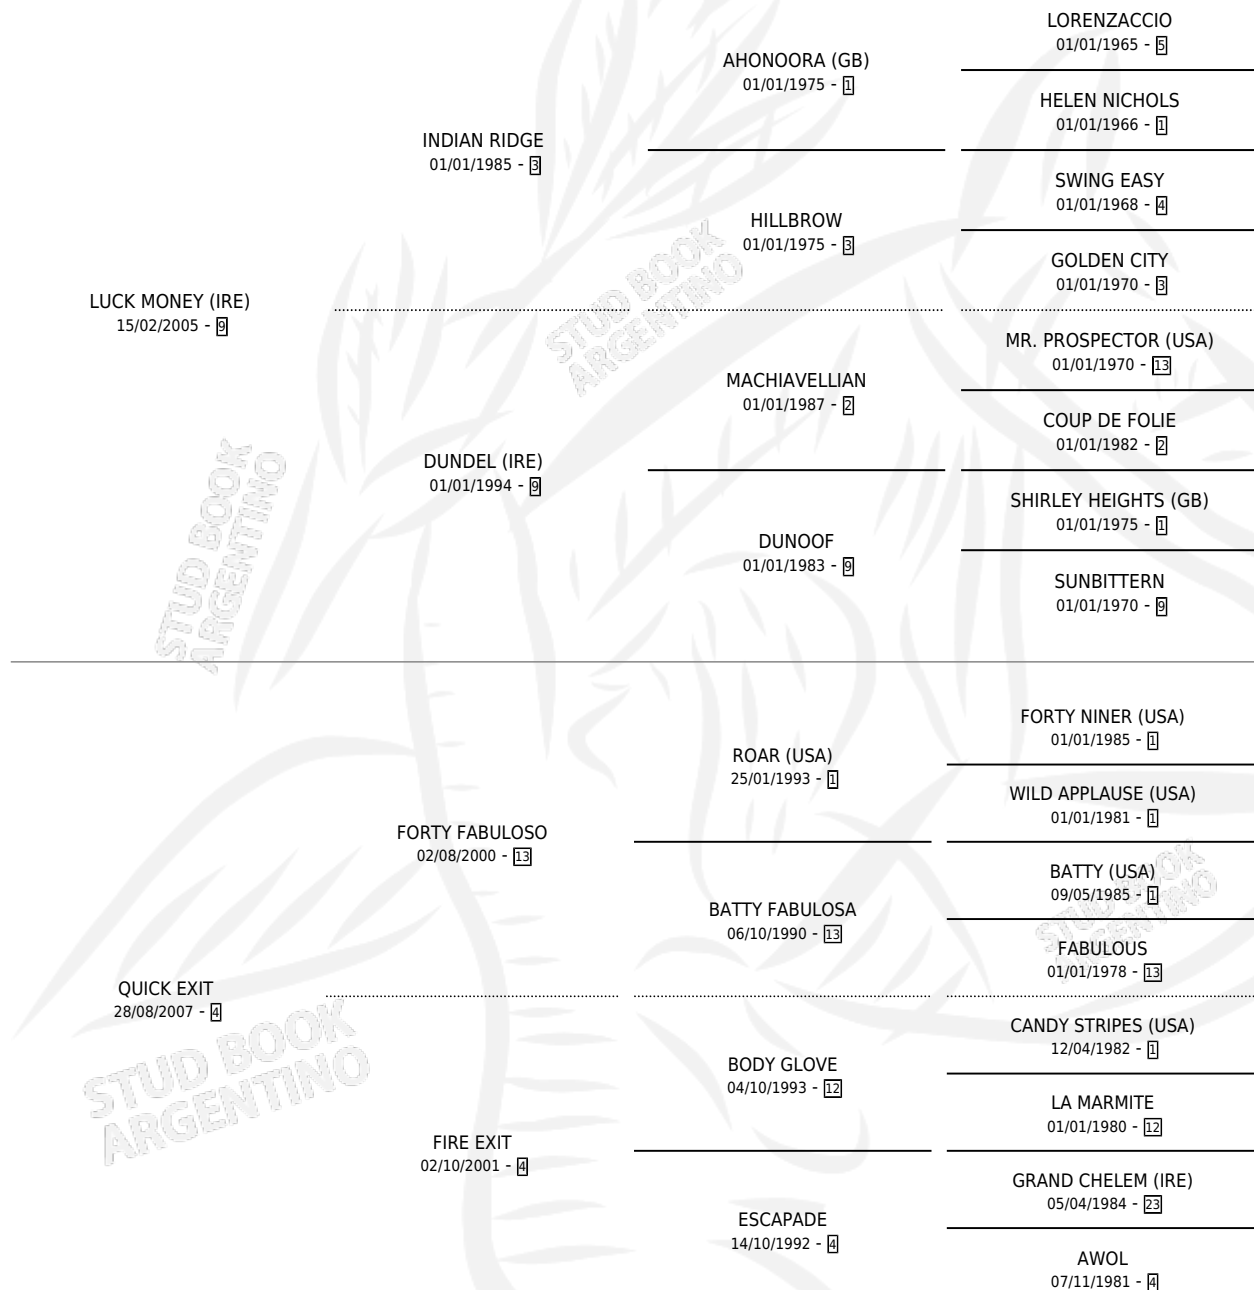 LORENZACCIO
01/01/1965 - 5
AHONOORA (GB)
01/01/1975 - 1
HELEN NICHOLS
01/01/1966 - 1
INDIAN RIDGE
01/01/1985 - 3
SWING EASY
01/01/1968 - 4
HILLBROW
01/01/1975 - 3
GOLDEN CITY
01/01/1970 - 3
LUCK MONEY (IRE)
15/02/2005 - 9
STUD BOOK
ARGENTINO
MR. PROSPECTOR (USA)
01/01/1970 - 13
MACHIAVELLIAN
01/01/1987 - 2
COUP DE FOLIE
01/01/1982 - 2
DUNDEL (IRE)
01/01/1994 - 9
SHIRLEY HEIGHTS (GB)
01/01/1975 - 1
DUNOOF
01/01/1983 - 9
SUNBITTERN
01/01/1970 - 9
STUD BOOK
ARGENTINO
FORTY NINER (USA)
01/01/1985 - 1
ROAR (USA)
25/01/1993 - 1
WILD APPLAUSE (USA)
01/01/1981 - 1
FORTY FABULOSO
02/08/2000 - 13
BATTY (USA)
09/05/1985 - 1
BATTY FABULOSA
06/10/1990 - 13
FABULOUS
01/01/1978 - 13
STUD BOOK
ARGENTINO
QUICK EXIT
28/08/2007 - 4
CANDY STRIPES (USA)
12/04/1982 - 1
BODY GLOVE
04/10/1993 - 12
LA MARMITE
01/01/1980 - 12
STUD BOOK
ARGENTINO
FIRE EXIT
02/10/2001 - 4
GRAND CHELEM (IRE)
05/04/1984 - 23
ESCAPADE
14/10/1992 - 4
AWOL
07/11/1981 - 4